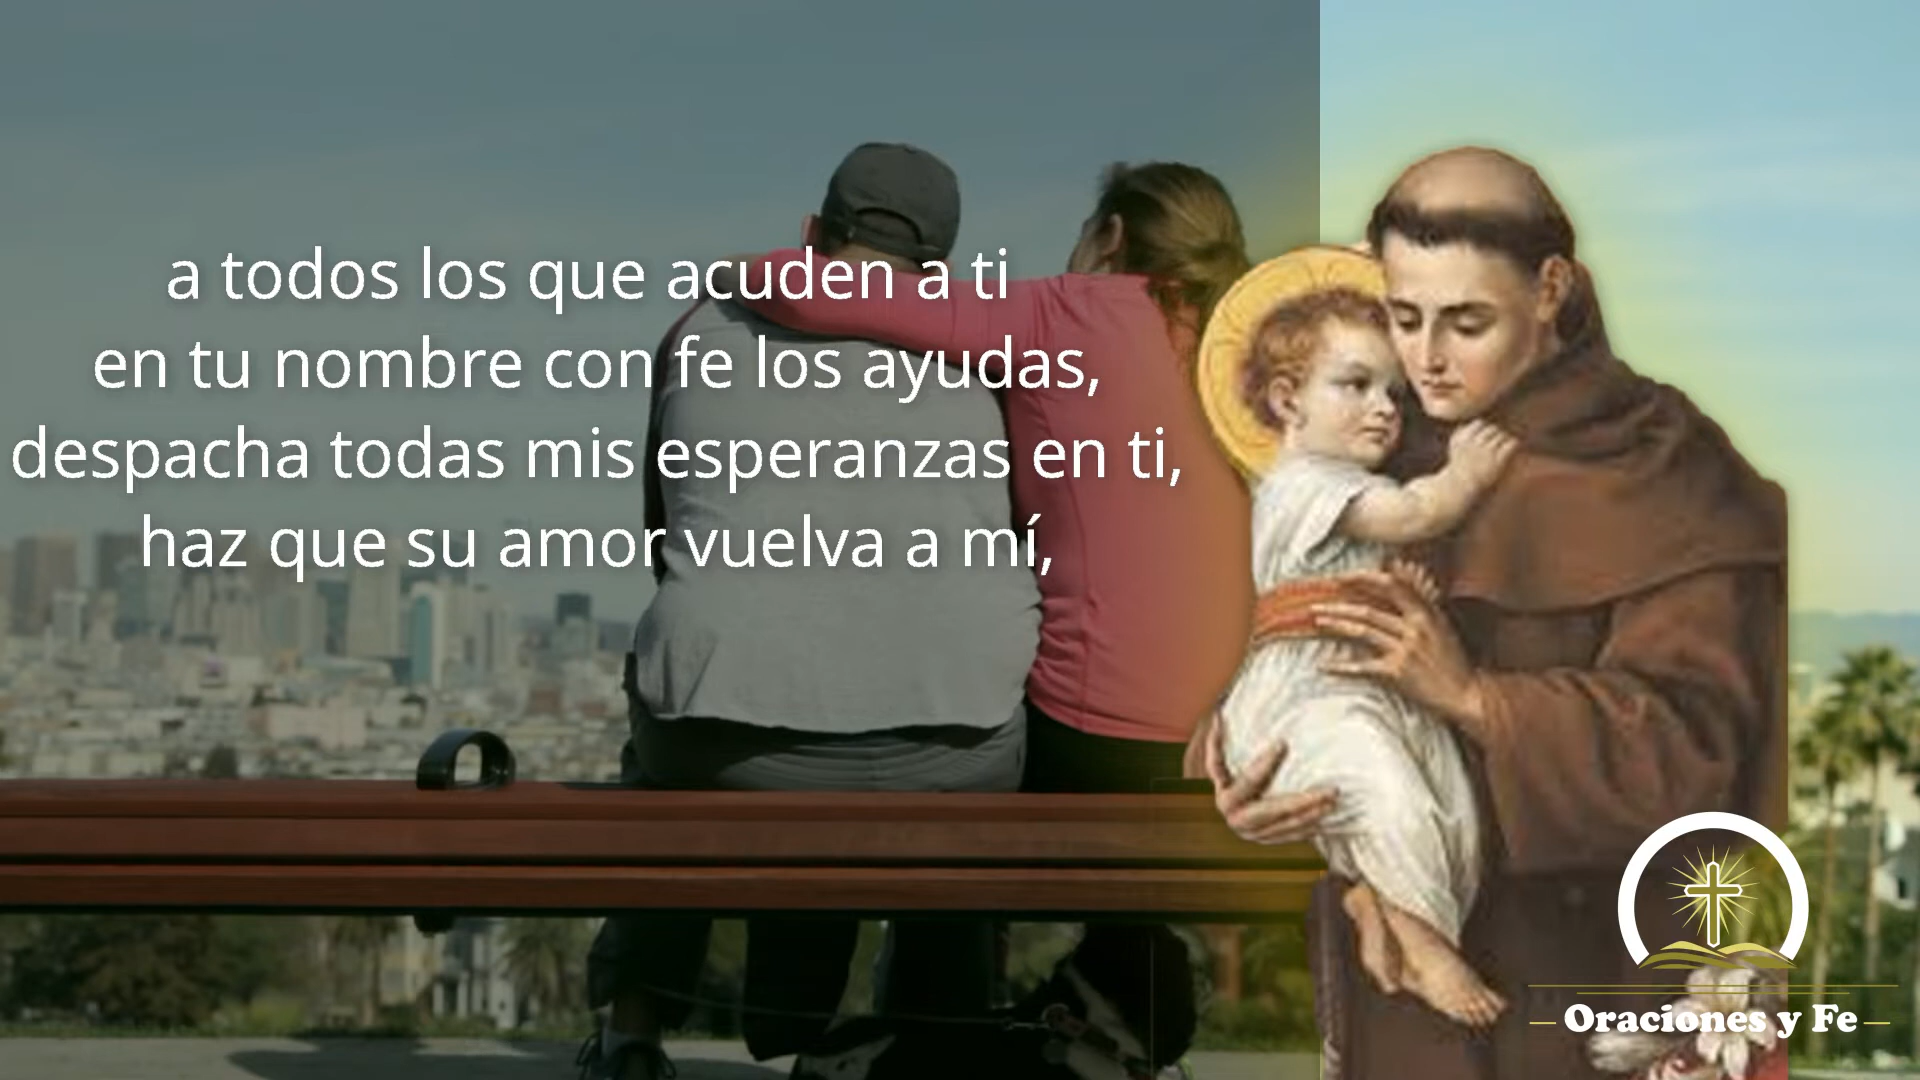 a todos los que acuden a ti
en tu nombre con fe los ayudas,
despacha todas mis esperanzas en ti,
haz que su amor vuelva a mí,
Oraciones y Fe